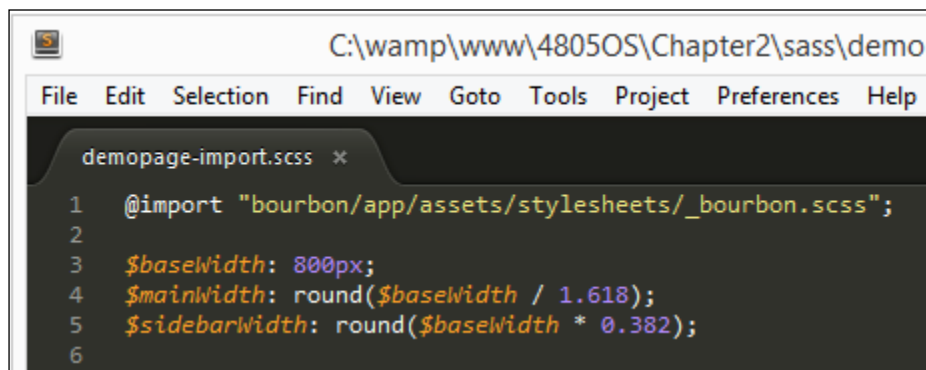 C:\wamp\www\4805OS\Chapter2\sass\demo
File Edit Selection Find View Goto Tools Project Preferences Help
demopage-import.scss ×
1 @import "bourbon/app/assets/stylesheets/_bourbon.scss";
2
3 $baseWidth: 800px;
4 $mainWidth: round($baseWidth / 1.618);
5 $sidebarWidth: round($baseWidth * 0.382);
6